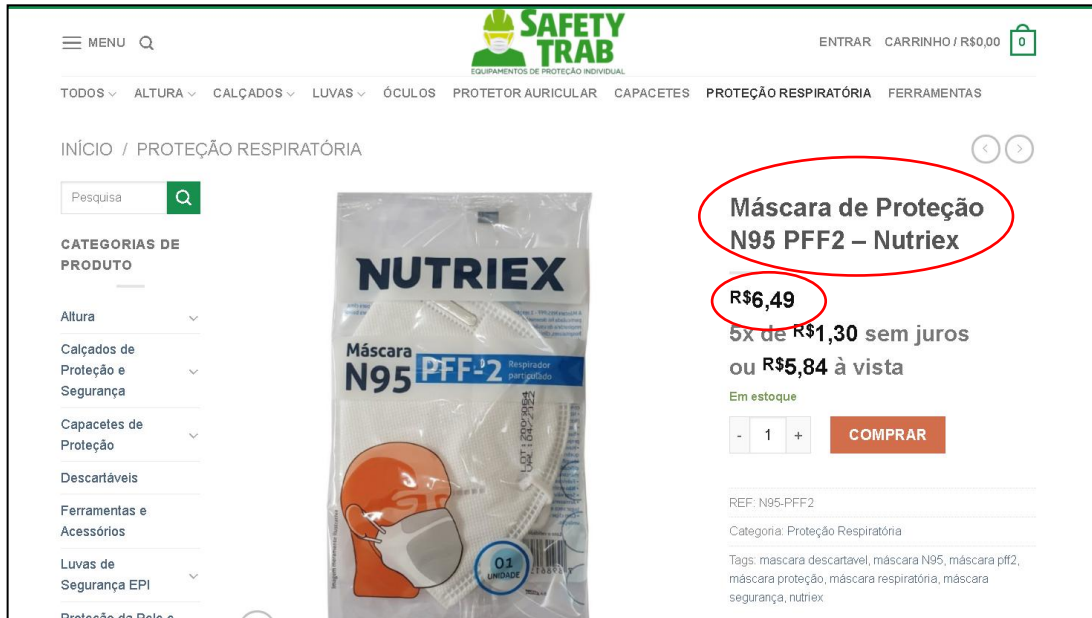 MENU
SAFETY
TRAB
EQUIPAMENTOS DE PROTEÇÃO INDIVIDUAL
ENTRAR CARRINHO / R$0,00 0
TODOS ALTURA CALÇADOS LUVAS ÓCULOS PROTETOR AURICULAR CAPACETES PROTEÇÃO RESPIRATÓRIA FERRAMENTAS
INÍCIO / PROTEÇÃO RESPIRATÓRIA
Pesquisa
CATEGORIAS DE
PRODUTO
Altura
Calçados de
Proteção e
Segurança
Capacetes de
Proteção
Descartáveis
Ferramentas e
Acessórios
Luvas de
Segurança EPI
Proteção da Pele e
NUTRIEX
Máscara
N95 PFF-2 Respirador
particulado
01
UNIDADE
Máscara de Proteção
N95 PFF2 – Nutriex
R$6,49
5x de R$1,30 sem juros
ou R$5,84 à vista
Em estoque
- 1 +
COMPRAR
REF: N95-PFF2
Categoria: Proteção Respiratória
Tags: mascara descartavel, máscara N95, máscara pff2,
máscara proteção, máscara respiratória, máscara
segurança, nutriex